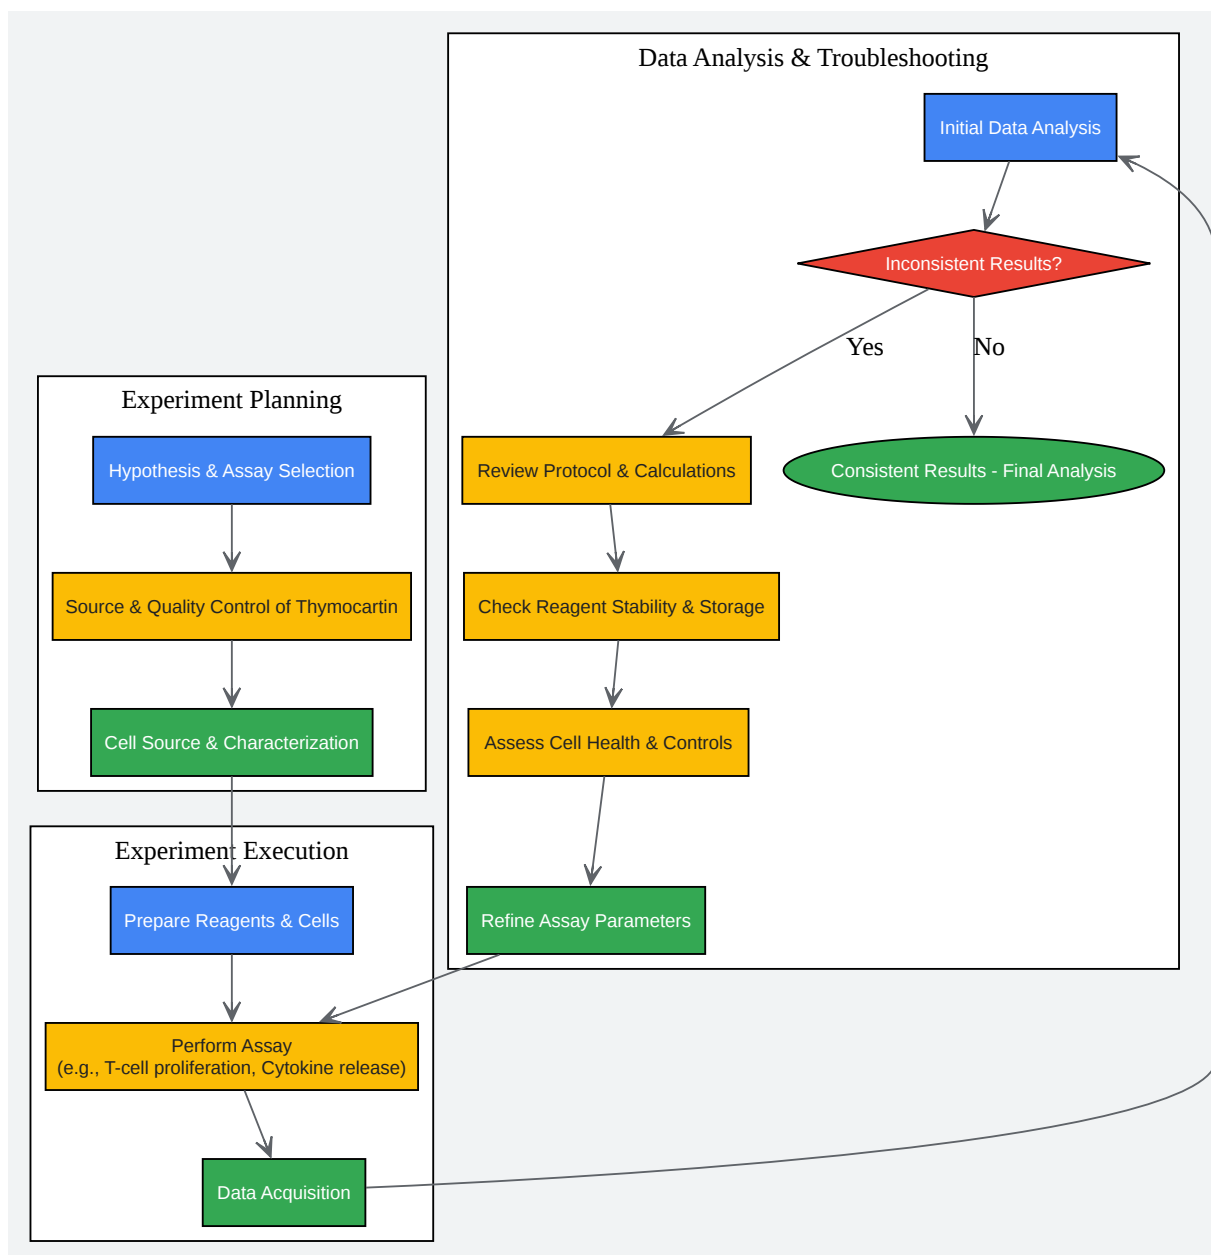 Data Analysis & Troubleshooting
Initial Data Analysis
Inconsistent Results?
Yes
No
Review Protocol & Calculations
Consistent Results - Final Analysis
Check Reagent Stability & Storage
Assess Cell Health & Controls
Refine Assay Parameters
Experiment Planning
Hypothesis & Assay Selection
Source & Quality Control of Thymocartin
Cell Source & Characterization
Experiment Execution
Prepare Reagents & Cells
Perform Assay
(e.g., T-cell proliferation, Cytokine release)
Data Acquisition